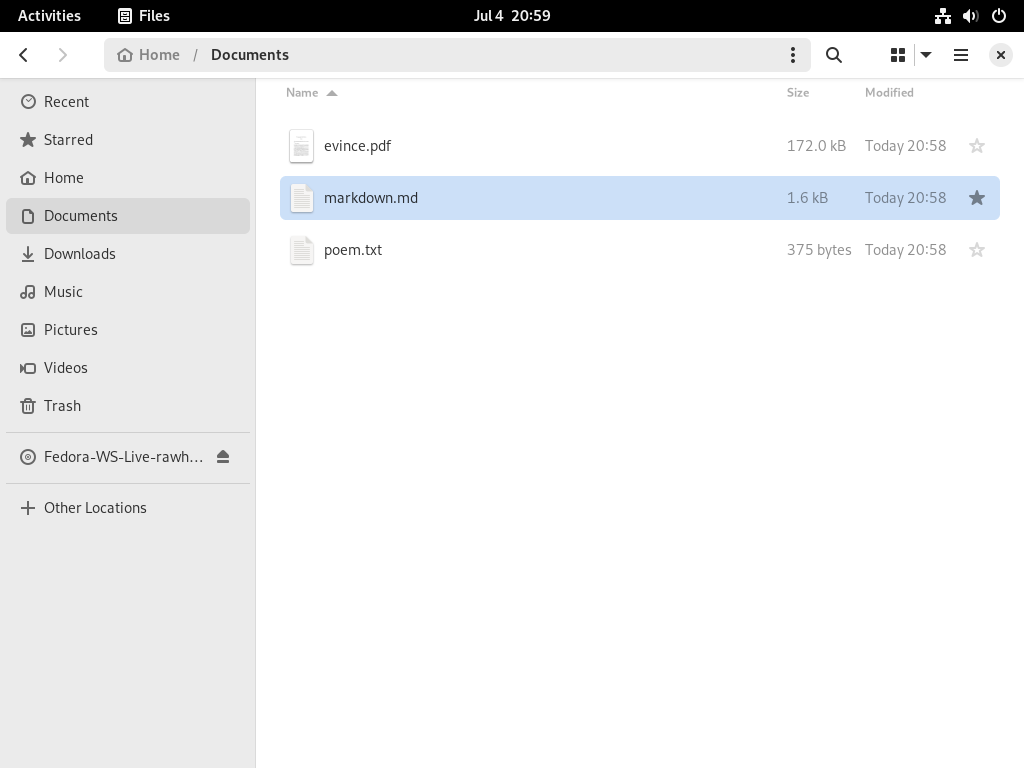 Activities Files Jul 4 20:59
Home / Documents
Recent
Starred
Home
Documents
Downloads
Music
Pictures
Videos
Trash
Fedora-WS-Live-rawh…
Other Locations
Name Size Modified
evince.pdf 172.0 kB Today 20:58
markdown.md 1.6 kB Today 20:58
poem.txt 375 bytes Today 20:58